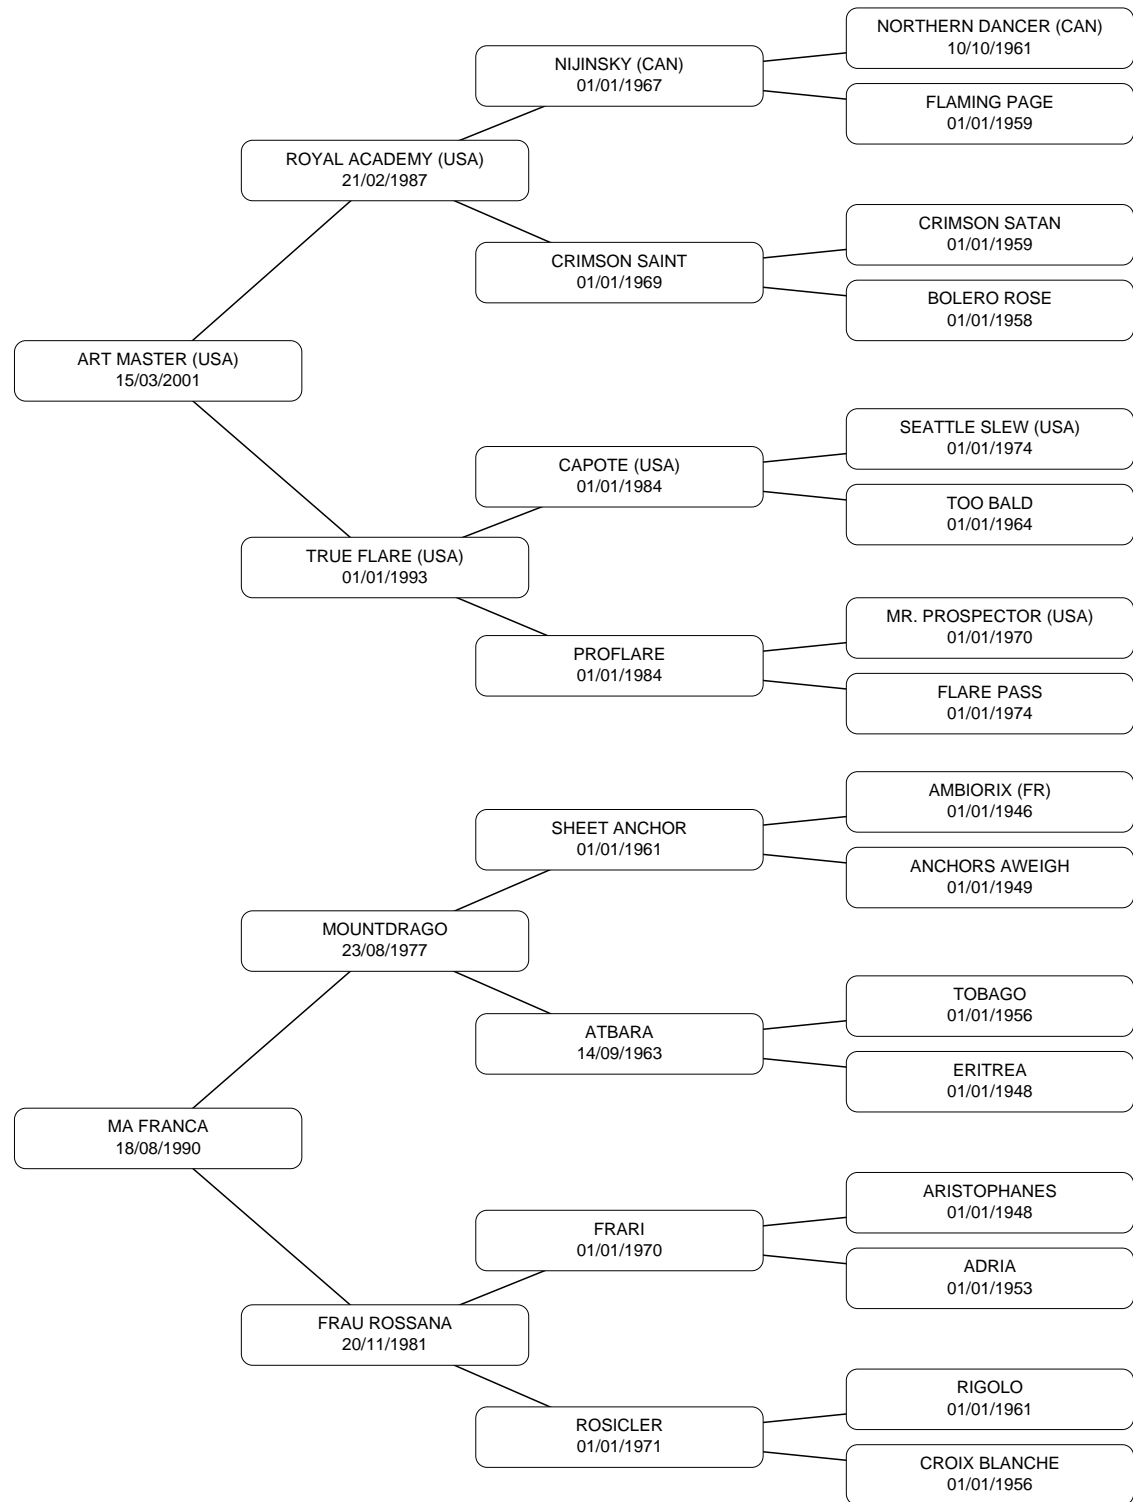 NORTHERN DANCER (CAN)
10/10/1961
NIJINSKY (CAN)
01/01/1967
FLAMING PAGE
01/01/1959
ROYAL ACADEMY (USA)
21/02/1987
CRIMSON SATAN
01/01/1959
CRIMSON SAINT
01/01/1969
BOLERO ROSE
01/01/1958
ART MASTER (USA)
15/03/2001
SEATTLE SLEW (USA)
01/01/1974
CAPOTE (USA)
01/01/1984
TOO BALD
01/01/1964
TRUE FLARE (USA)
01/01/1993
MR. PROSPECTOR (USA)
01/01/1970
PROFLARE
01/01/1984
FLARE PASS
01/01/1974
AMBIORIX (FR)
01/01/1946
SHEET ANCHOR
01/01/1961
ANCHORS AWEIGH
01/01/1949
MOUNTDRAGO
23/08/1977
TOBAGO
01/01/1956
ATBARA
14/09/1963
ERITREA
01/01/1948
MA FRANCA
18/08/1990
ARISTOPHANES
01/01/1948
FRARI
01/01/1970
ADRIA
01/01/1953
FRAU ROSSANA
20/11/1981
RIGOLO
01/01/1961
ROSICLER
01/01/1971
CROIX BLANCHE
01/01/1956